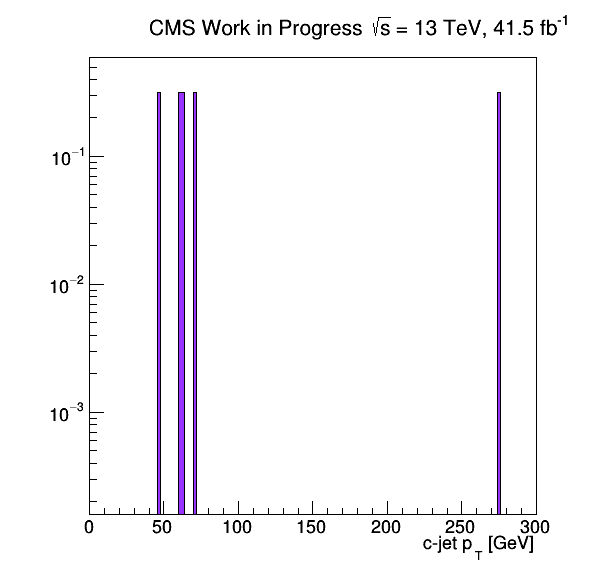 CMS Work in Progress √s = 13 TeV, 41.5 fb⁻¹
10⁻¹
10⁻²
10⁻³
0 50 100 150 200 250 300
c-jet p_T [GeV]